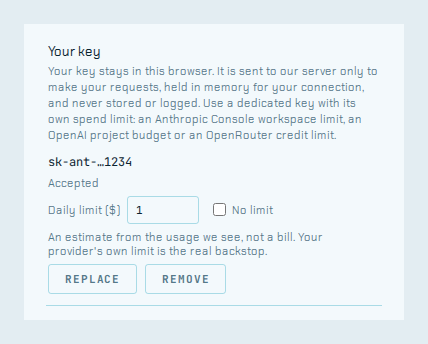 Your key
Your key stays in this browser. It is sent to our server only to
make your requests, held in memory for your connection,
and never stored or logged. Use a dedicated key with its
own spend limit: an Anthropic Console workspace limit, an
OpenAI project budget or an OpenRouter credit limit.
sk-ant-…1234
Accepted
Daily limit ($) 1 No limit
An estimate from the usage we see, not a bill. Your
provider's own limit is the real backstop.
REPLACE REMOVE